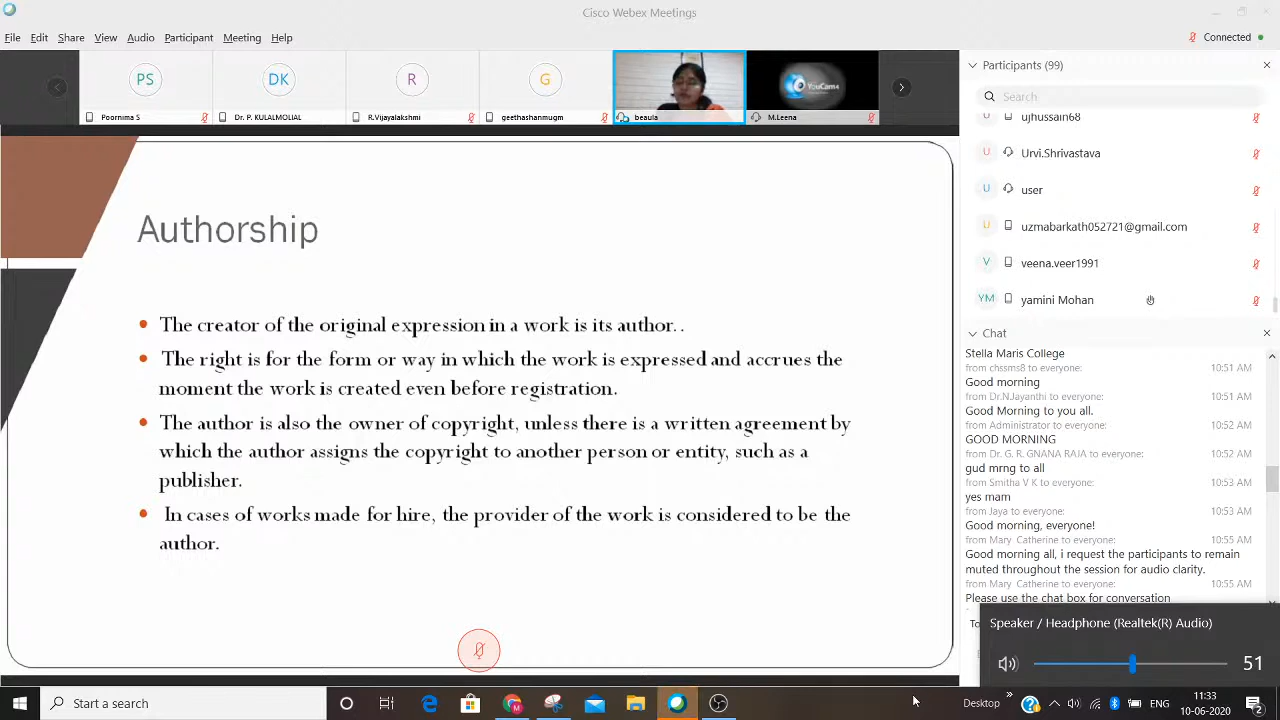 Cisco Webex Meetings
File Edit Share View Audio Participant Meeting Help
Connected
PS
DK
R
G
YouCam4
Poornima S
Dr. P. KULALMOLIAL
R.Vijayalakshmi
geethashanmugm
beaula
M.Leena
Authorship
The creator of the original expression in a work is its author. .
The right is for the form or way in which the work is expressed and accrues the
moment the work is created even before registration.
The author is also the owner of copyright, unless there is a written agreement by
which the author assigns the copyright to another person or entity, such as a
publisher.
In cases of works made for hire, the provider of the work is considered to be the
author.
Participants (99)
Search
U ujhussain68
U Urvi.Shrivastava
U user
U uzmabarkath052721@gmail.com
V veena.veer1991
YM yamini Mohan
Chat
Stella Maris College
from chssms8 to everyone: 10:51 AM
Good morning
from Dr.N.Jayanthi to everyone: 10:51 AM
Good Morning to you all.
from Administrator to everyone: 10:52 AM
GOOD MORNING
from Dr. G. R. GNANA RAJA to everyone: 10:52 AM
gud mrng to all
from Smitha V K to everyone: 10:53 AM
yes mam
from Jaya to everyone: 10:53 AM
Good morning, everyone!
from Mary Catherine to everyone: 10:55 AM
Good morning all, i request the participants to remain
muted throughout the session for audio clarity.
from Mary Catherine to everyone: 10:55 AM
Please use the chat box for conversation
To
Speaker / Headphone (Realtek(R) Audio)
51
Start a search
Desktop
ENG
11:33
10-06-2020
2